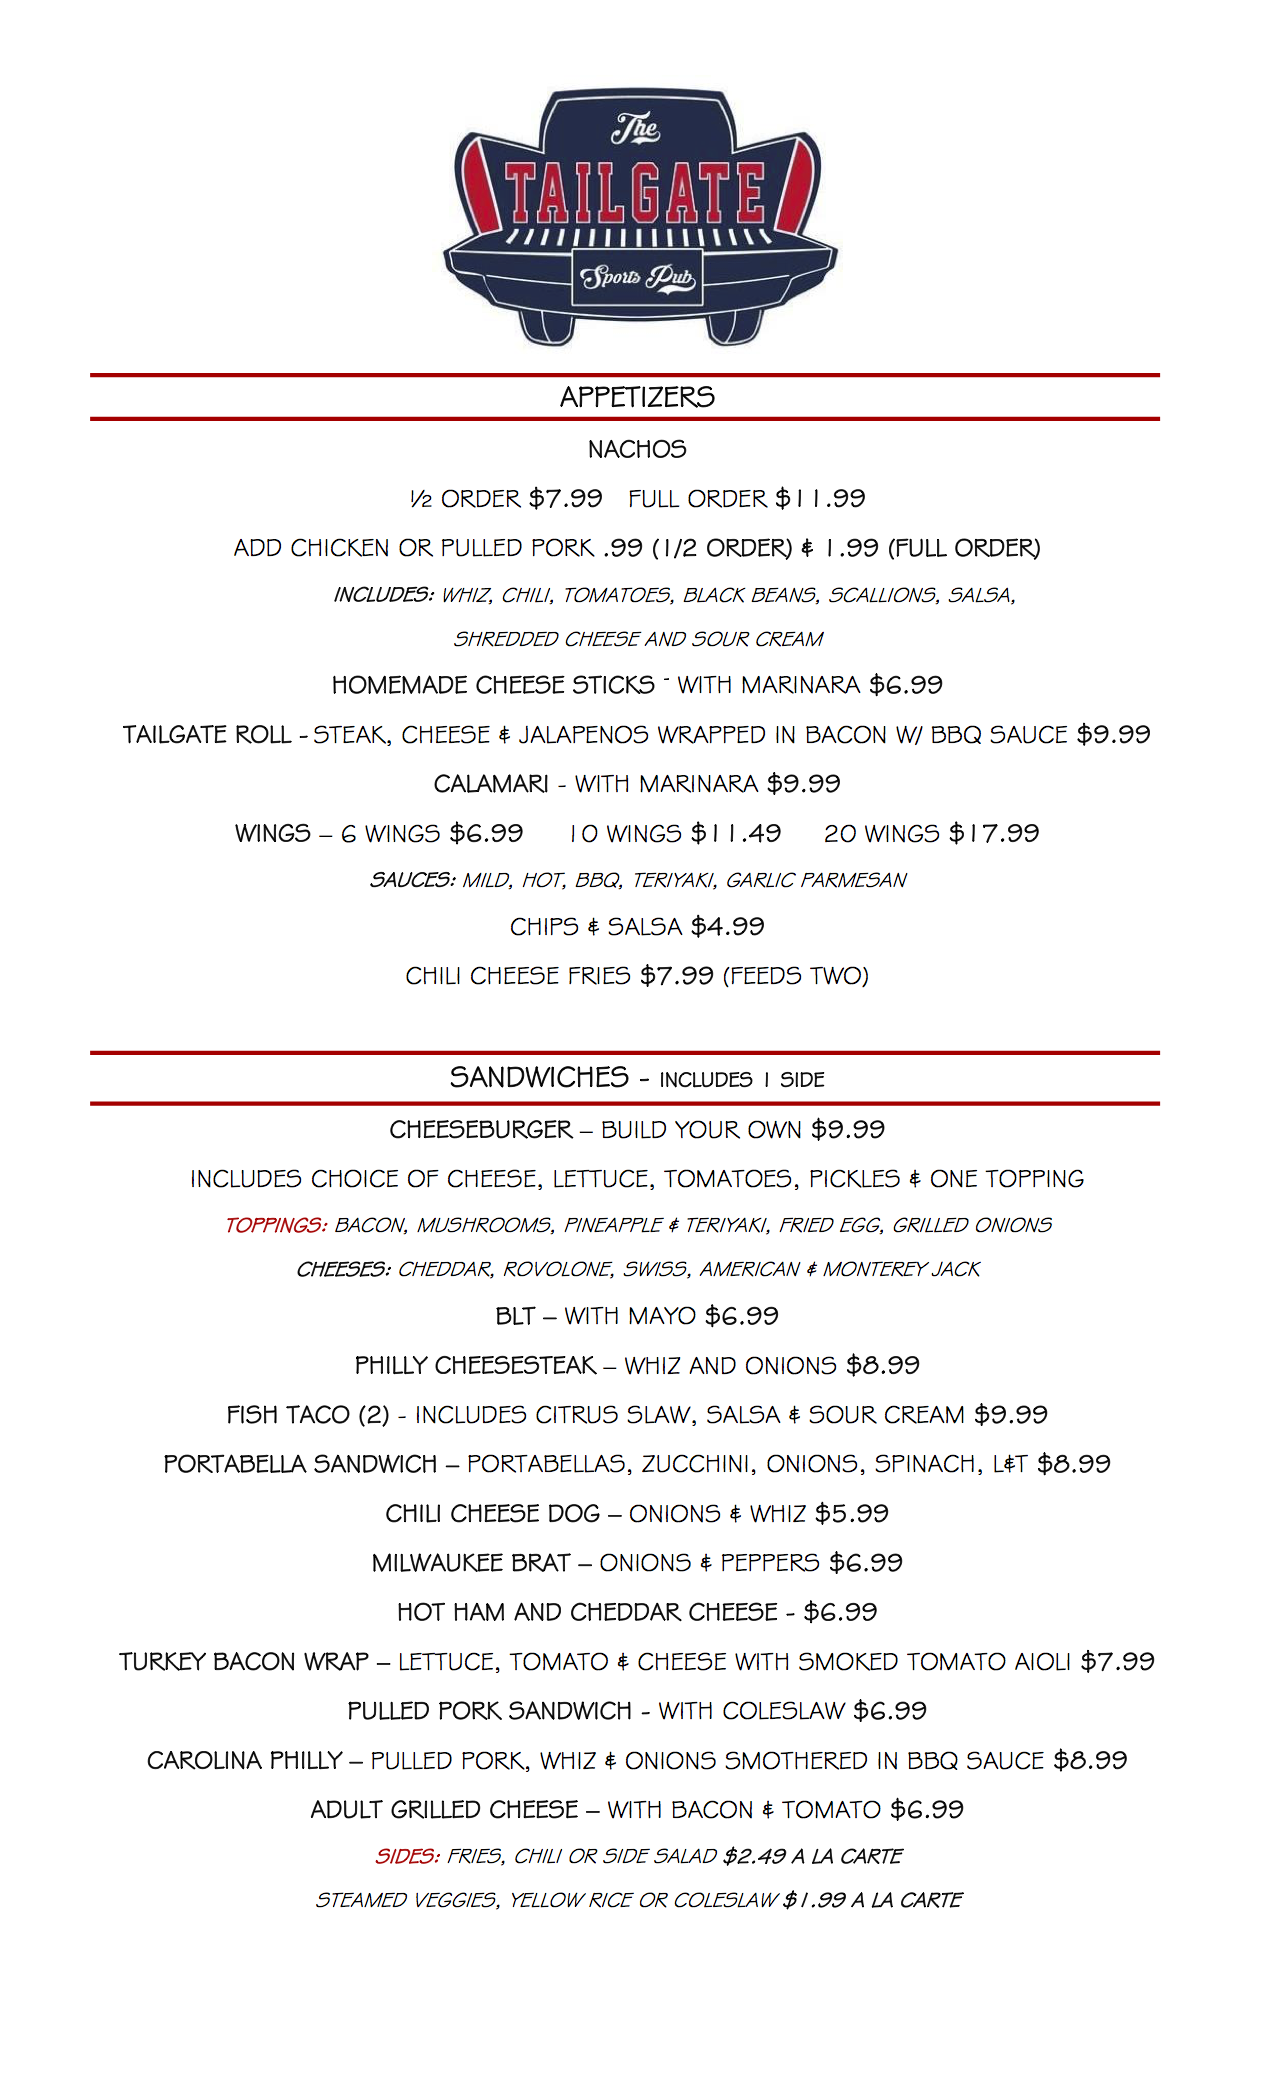 The
TAILGATE
Sports Pub
APPETIZERS
NACHOS
½ ORDER $7.99 FULL ORDER $11.99
ADD CHICKEN OR PULLED PORK .99 (1/2 ORDER) & 1.99 (FULL ORDER)
INCLUDES: WHIZ, CHILI, TOMATOES, BLACK BEANS, SCALLIONS, SALSA,
SHREDDED CHEESE AND SOUR CREAM
HOMEMADE CHEESE STICKS - WITH MARINARA $6.99
TAILGATE ROLL - STEAK, CHEESE & JALAPENOS WRAPPED IN BACON W/ BBQ SAUCE $9.99
CALAMARI - WITH MARINARA $9.99
WINGS – 6 WINGS $6.99 10 WINGS $11.49 20 WINGS $17.99
SAUCES: MILD, HOT, BBQ, TERIYAKI, GARLIC PARMESAN
CHIPS & SALSA $4.99
CHILI CHEESE FRIES $7.99 (FEEDS TWO)
SANDWICHES - INCLUDES 1 SIDE
CHEESEBURGER – BUILD YOUR OWN $9.99
INCLUDES CHOICE OF CHEESE, LETTUCE, TOMATOES, PICKLES & ONE TOPPING
TOPPINGS: BACON, MUSHROOMS, PINEAPPLE & TERIYAKI, FRIED EGG, GRILLED ONIONS
CHEESES: CHEDDAR, ROVOLONE, SWISS, AMERICAN & MONTEREY JACK
BLT – WITH MAYO $6.99
PHILLY CHEESESTEAK – WHIZ AND ONIONS $8.99
FISH TACO (2) - INCLUDES CITRUS SLAW, SALSA & SOUR CREAM $9.99
PORTABELLA SANDWICH – PORTABELLAS, ZUCCHINI, ONIONS, SPINACH, L&T $8.99
CHILI CHEESE DOG – ONIONS & WHIZ $5.99
MILWAUKEE BRAT – ONIONS & PEPPERS $6.99
HOT HAM AND CHEDDAR CHEESE - $6.99
TURKEY BACON WRAP – LETTUCE, TOMATO & CHEESE WITH SMOKED TOMATO AIOLI $7.99
PULLED PORK SANDWICH - WITH COLESLAW $6.99
CAROLINA PHILLY – PULLED PORK, WHIZ & ONIONS SMOTHERED IN BBQ SAUCE $8.99
ADULT GRILLED CHEESE – WITH BACON & TOMATO $6.99
SIDES: FRIES, CHILI OR SIDE SALAD $2.49 A LA CARTE
STEAMED VEGGIES, YELLOW RICE OR COLESLAW $1.99 A LA CARTE